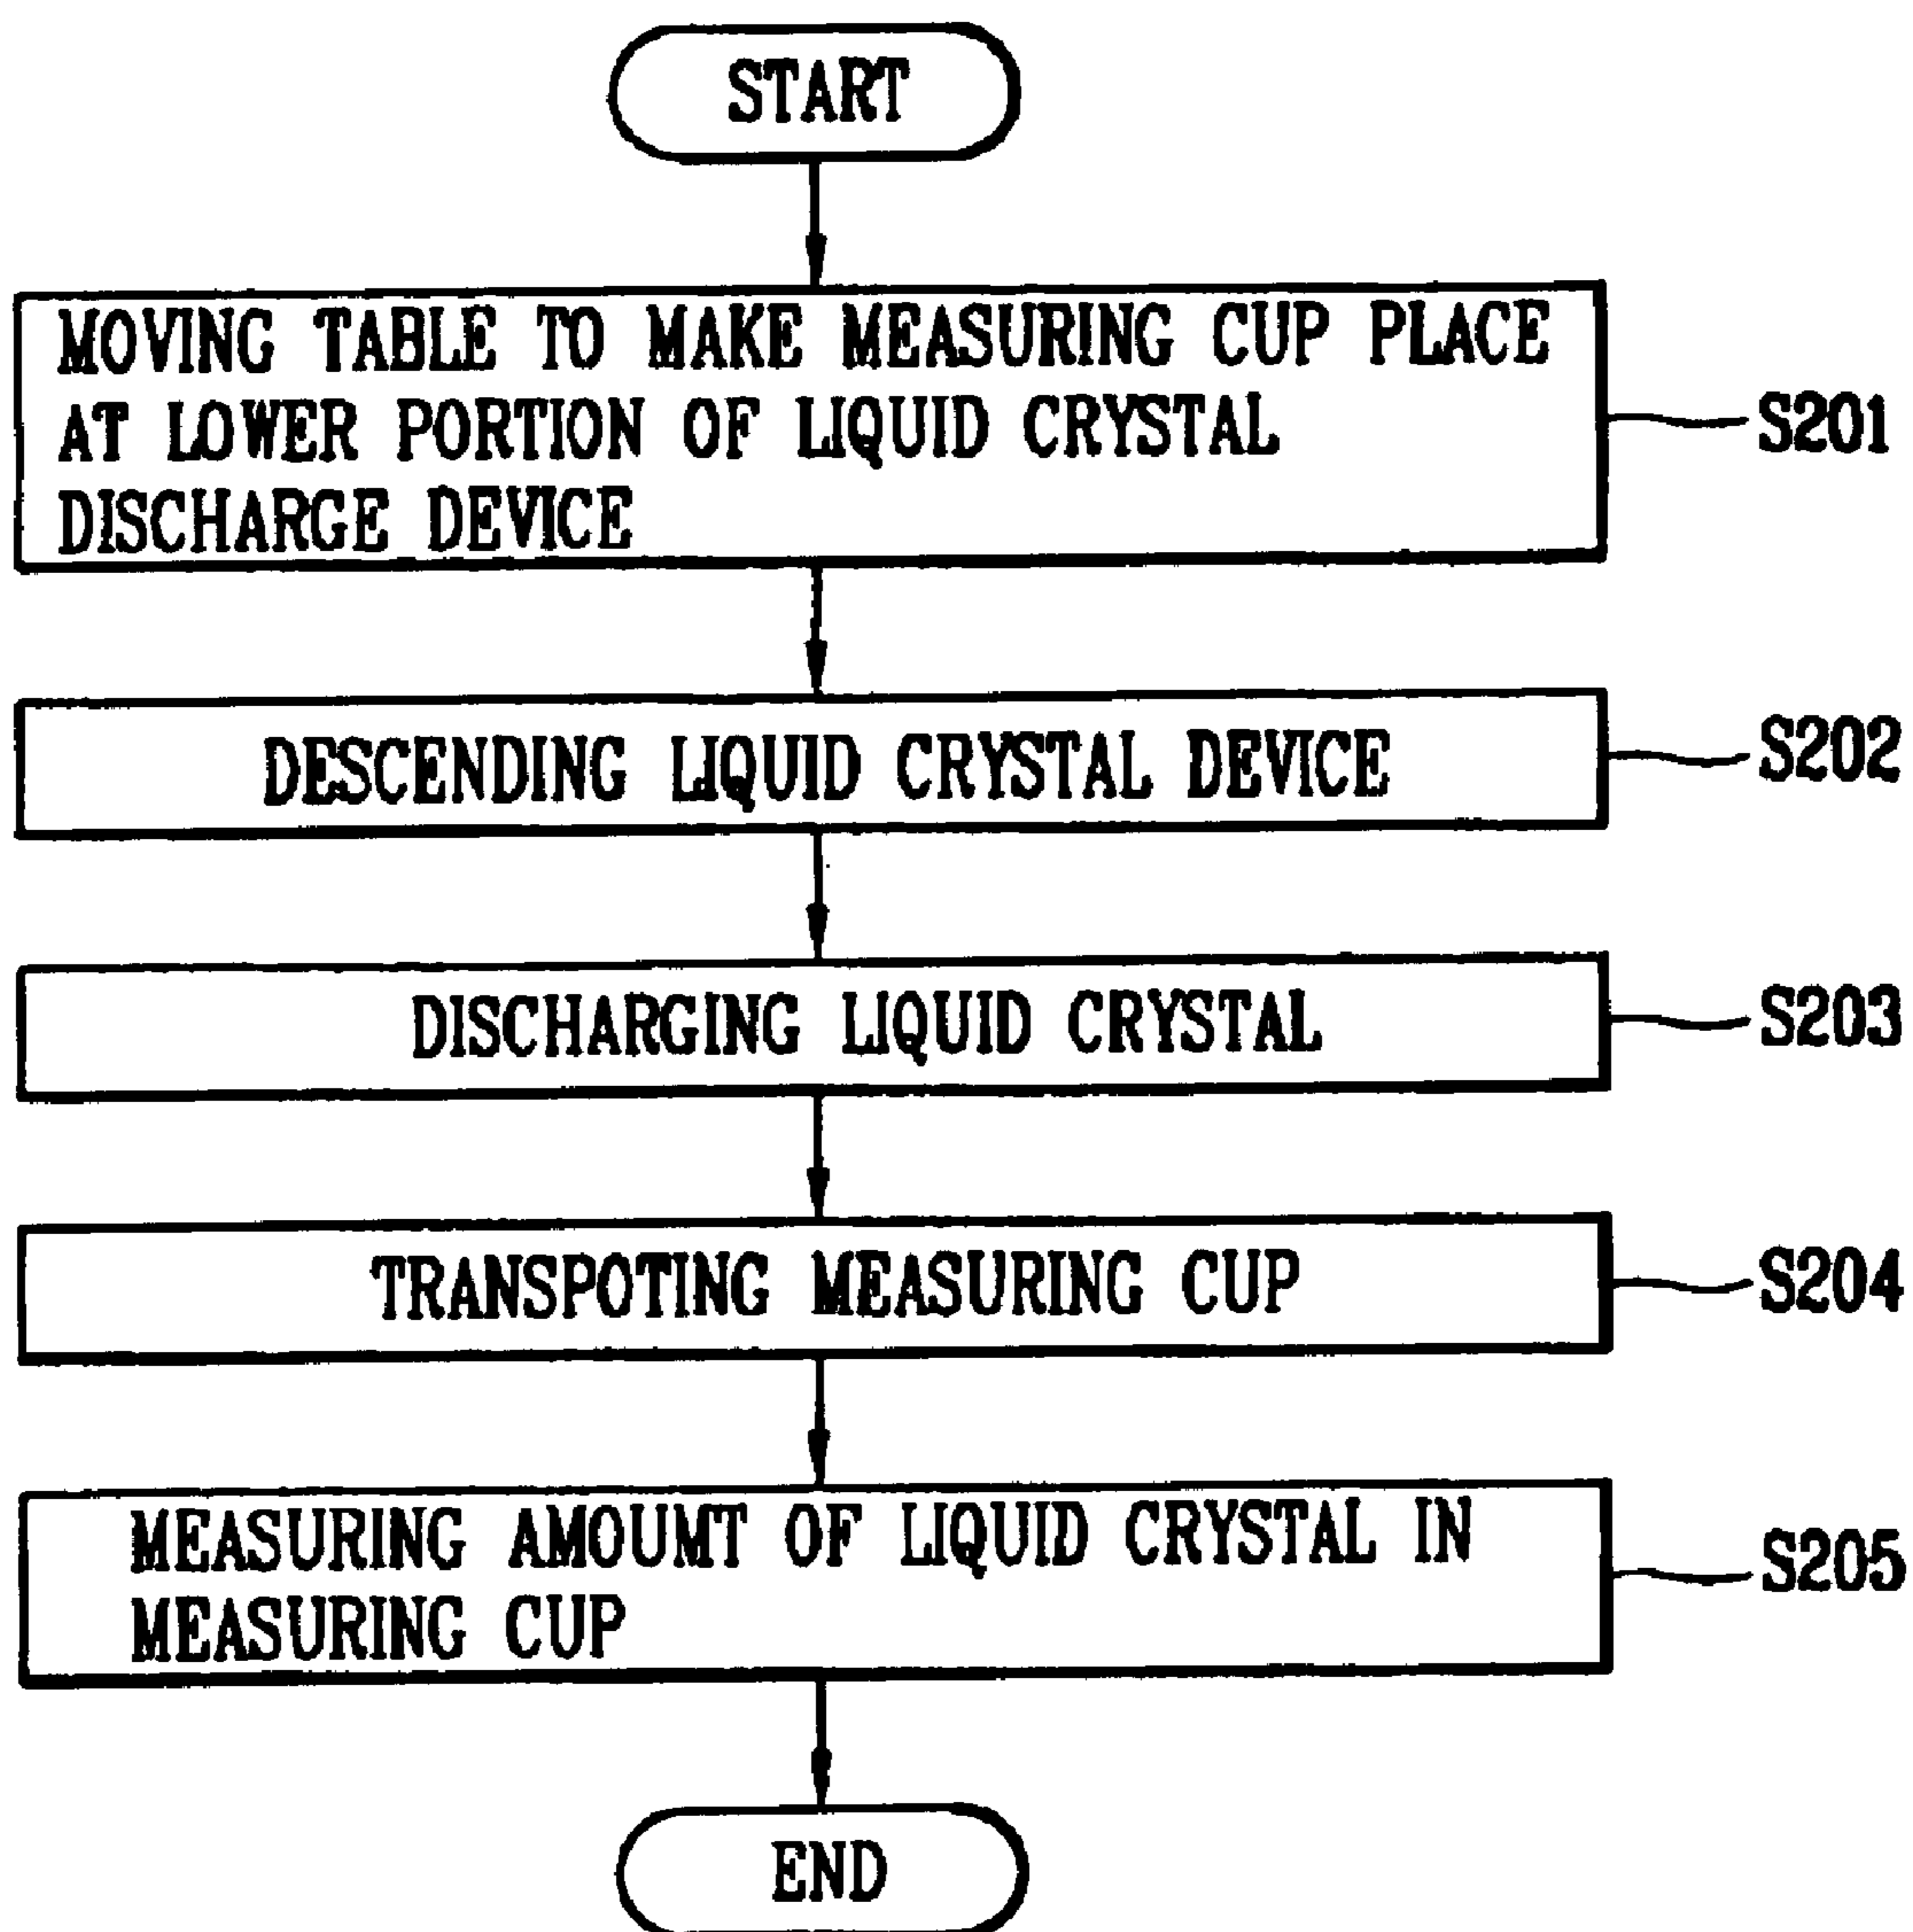 START
MOVING TABLE TO MAKE MEASURING CUP PLACE
AT LOWER PORTION OF LIQUID CRYSTAL
DISCHARGE DEVICE
S201
DESCENDING LIQUID CRYSTAL DEVICE
S202
DISCHARGING LIQUID CRYSTAL
S203
TRANSPOTING MEASURING CUP
S204
MEASURING AMOUMT OF LIQUID CRYSTAL IN
MEASURING CUP
S205
END